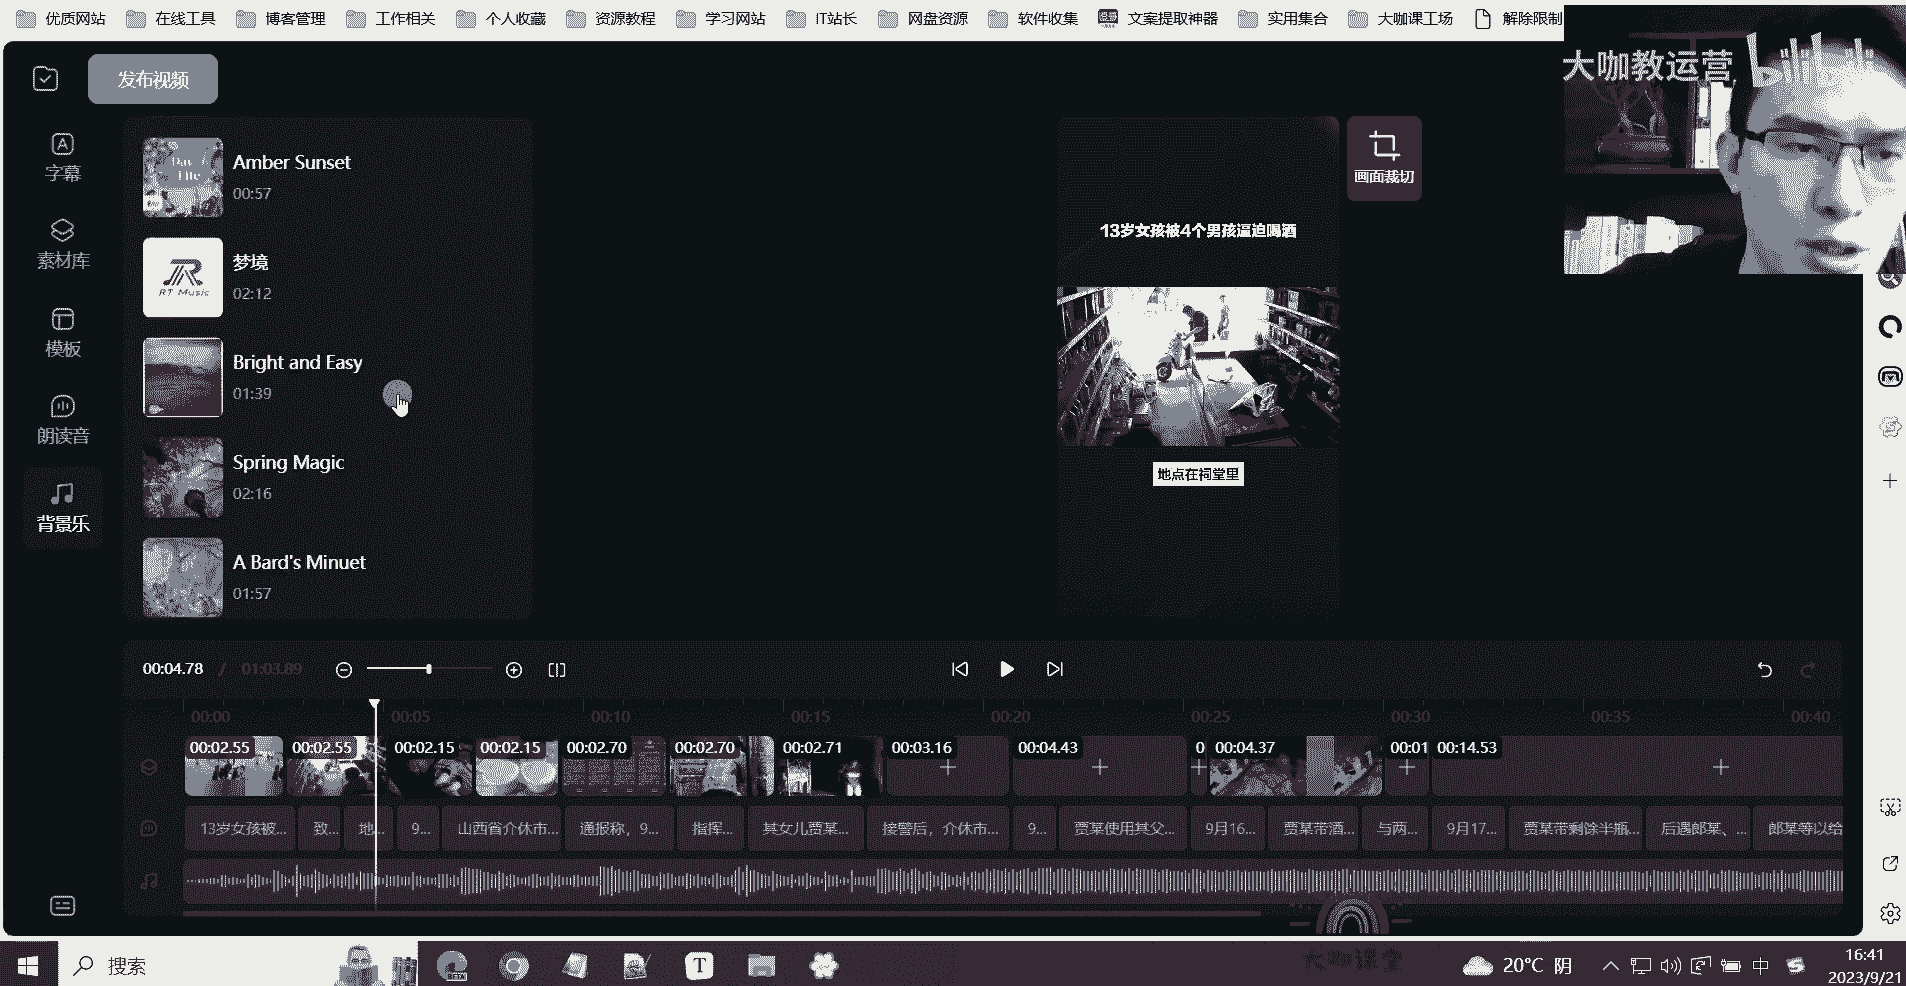 优质网站 在线工具 博客管理 工作相关 个人收藏 资源教程 学习网站 IT站长 网盘资源 软件收集 文案提取神器 实用集合 大咖课工场 解除限制
大咖教运营 bilibili
发布视频
字幕
素材库
模板
朗读音
背景乐
Amber Sunset
00:57
RT Music
梦境
02:12
Bright and Easy
01:39
Spring Magic
02:16
A Bard's Minuet
01:57
画面裁切
13岁女孩被4个男孩逼迫喝酒
地点在祠堂里
00:04.78 / 01:03.89
00:00 00:05 00:10 00:15 00:20 00:25 00:30 00:35 00:40
00:02.55 00:02.55 00:02.15 00:02.15 00:02.70 00:02.70 00:02.71 00:03.16 00:04.43 0 00:04.37 00:01 00:14.53
13岁女孩被... 致... 地... 9... 山西省介休市... 通报称，9... 指挥... 其女儿贾某... 接警后，介休市... 9... 贾某使用其父... 9月16... 贾某带酒... 与两... 9月17... 贾某带剩馀半瓶... 后遇郎某、... 郎某等以给
大咖课堂
搜索
BETA
T
20°C 阴
中
16:41
2023/9/21